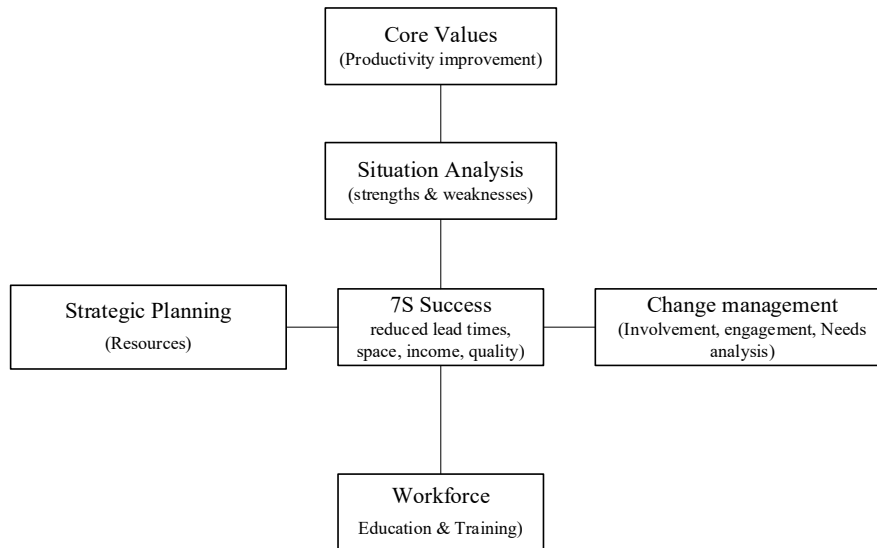 Core Values
(Productivity improvement)
Situation Analysis
(strengths & weaknesses)
Strategic Planning
(Resources)
7S Success
reduced lead times,
space, income, quality)
Change management
(Involvement, engagement, Needs
analysis)
Workforce
Education & Training)